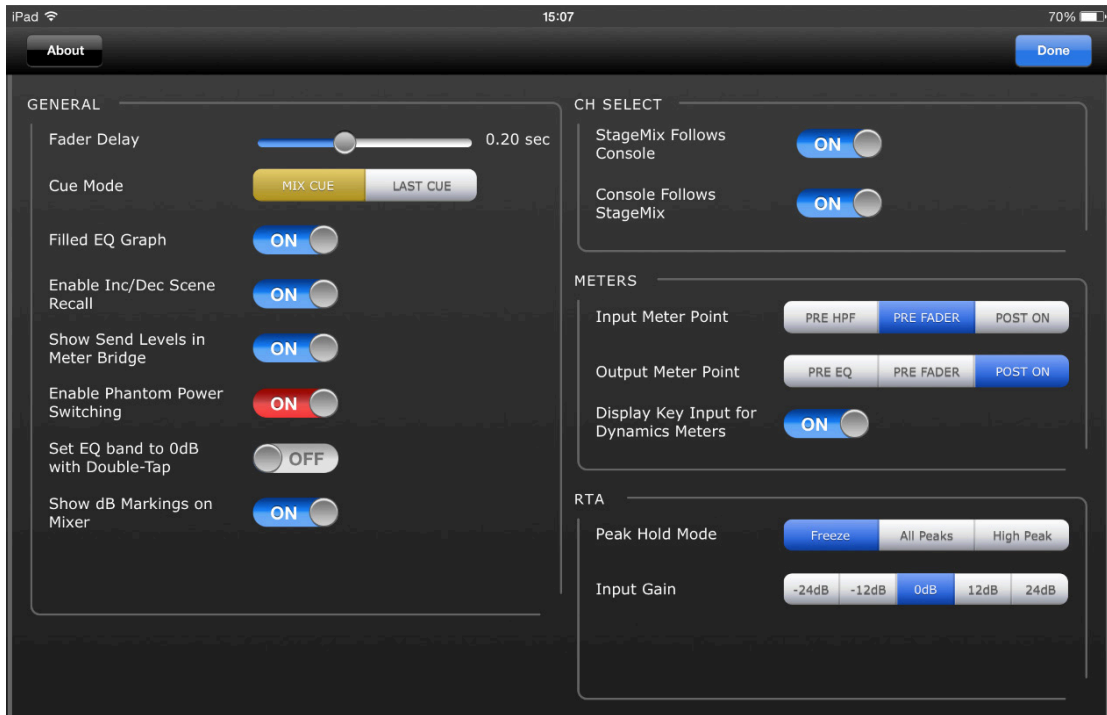 iPad
15:07
70%
About
Done
GENERAL
Fader Delay
0.20 sec
Cue Mode
MIX CUE
LAST CUE
Filled EQ Graph
ON
Enable Inc/Dec Scene
Recall
ON
Show Send Levels in
Meter Bridge
ON
Enable Phantom Power
Switching
ON
Set EQ band to 0dB
with Double-Tap
OFF
Show dB Markings on
Mixer
ON
CH SELECT
StageMix Follows
Console
ON
Console Follows
StageMix
ON
METERS
Input Meter Point
PRE HPF
PRE FADER
POST ON
Output Meter Point
PRE EQ
PRE FADER
POST ON
Display Key Input for
Dynamics Meters
ON
RTA
Peak Hold Mode
Freeze
All Peaks
High Peak
Input Gain
-24dB
-12dB
0dB
12dB
24dB